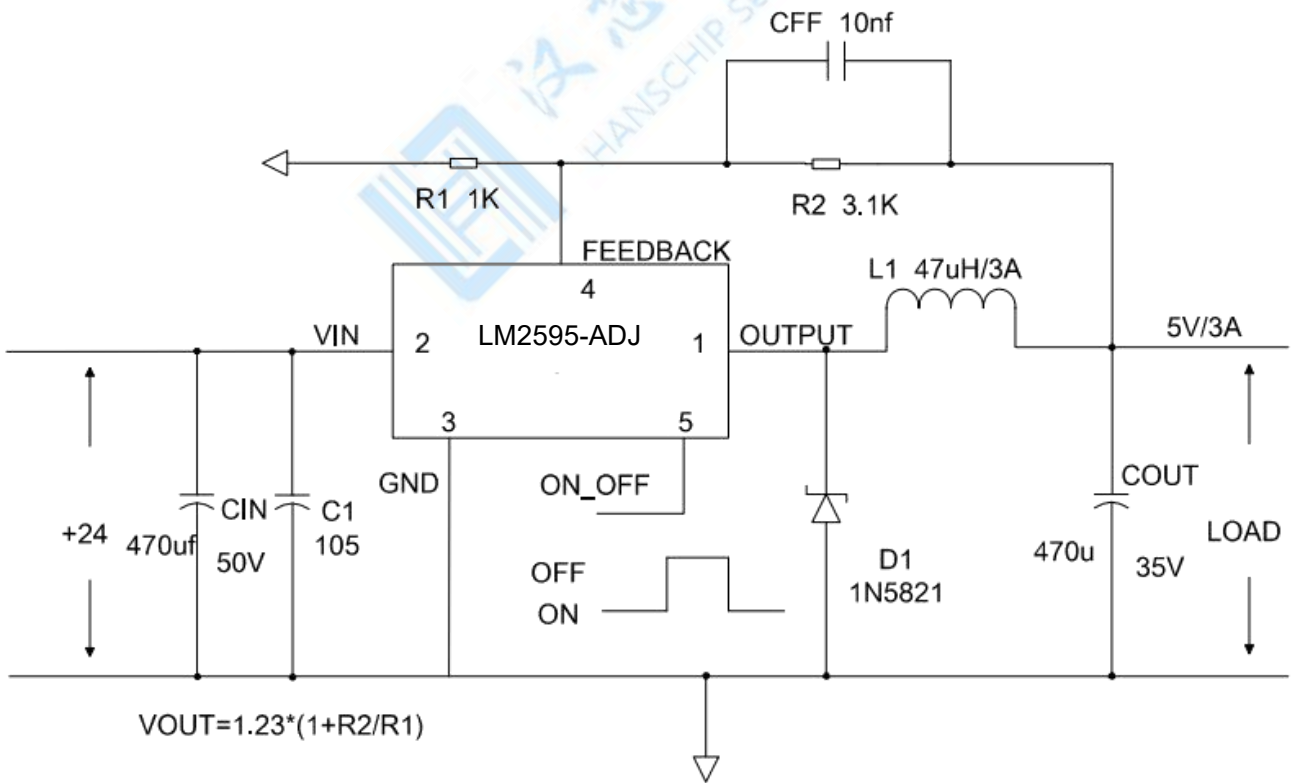 CFF 10nf
HANSCHIP
R1 1K
R2 3.1K
FEEDBACK
4
L1 47uH/3A
VIN
2
LM2595-ADJ
1
OUTPUT
5V/3A
3
5
GND
ON_OFF
+24
470uf
CIN
50V
C1
105
OFF
ON
D1
1N5821
COUT
470u
35V
LOAD
VOUT=1.23*(1+R2/R1)